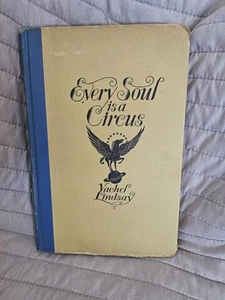 Every Soul
is a
Circus
Vachel
Lindsay